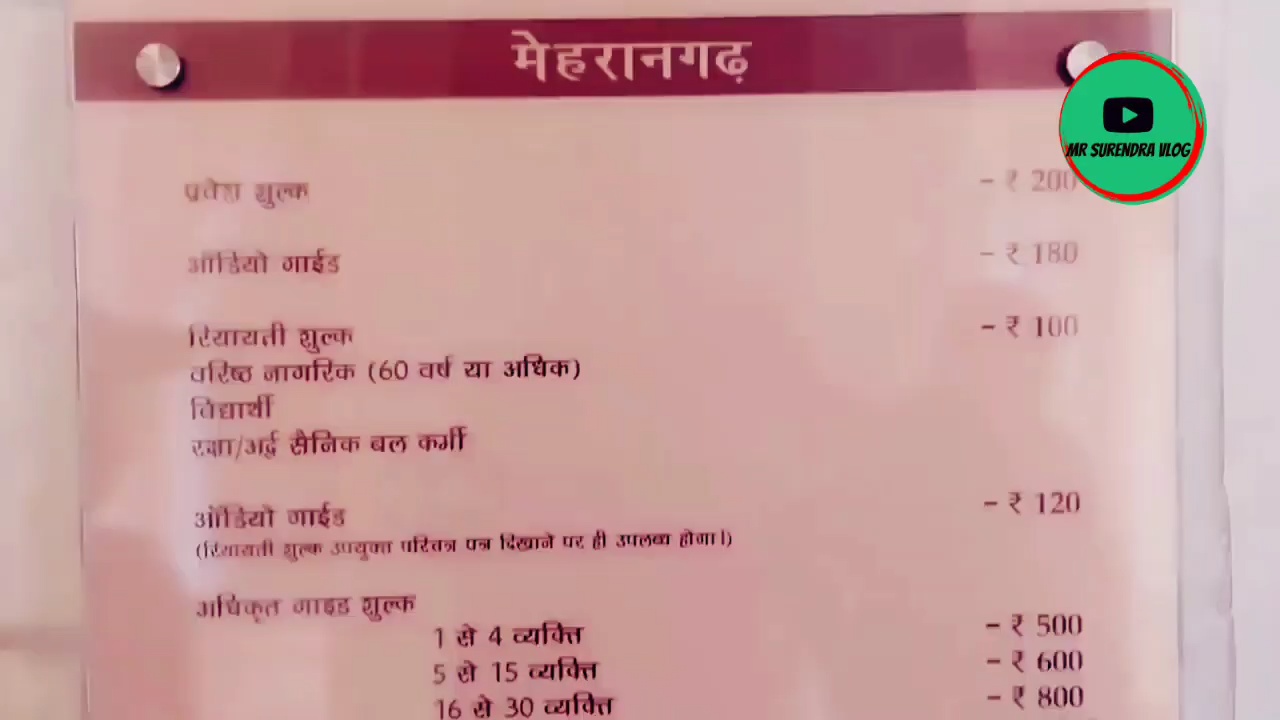 मेहरानगढ़
MR SURENDRA VLOG
प्रवेश शुल्क - ₹ 200
ऑडियो गाईड - ₹ 180
रियायती शुल्क - ₹ 100
वरिष्ठ नागरिक (60 वर्ष या अधिक)
विद्यार्थी
रक्षा/अर्द्ध सैनिक बल कर्मी
ऑडियो गाईड - ₹ 120
(रियायती शुल्क उपयुक्त परिचय पत्र दिखाने पर ही उपलब्ध होगा।)
अधिकृत गाइड शुल्क
1 से 4 व्यक्ति - ₹ 500
5 से 15 व्यक्ति - ₹ 600
16 से 30 व्यक्ति - ₹ 800